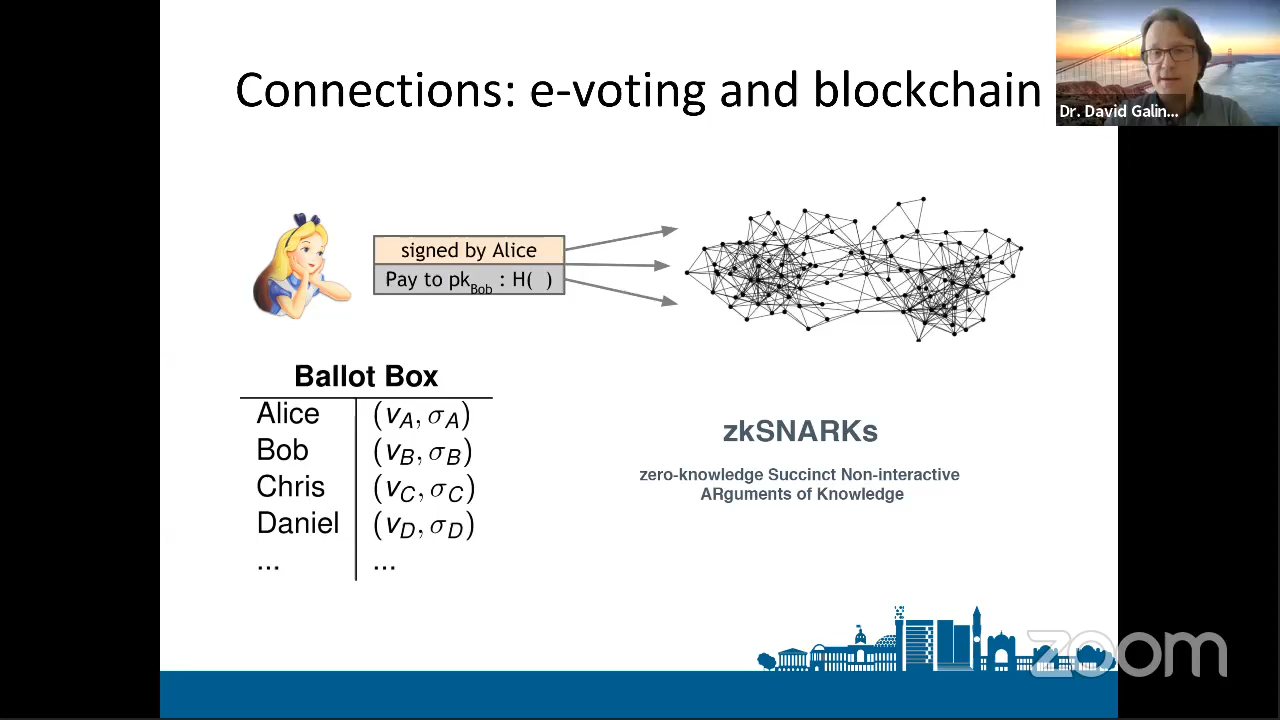 Connections: e-voting and blockchain
Dr. David Galin...
signed by Alice
Pay to pk_Bob : H( )
Ballot Box
Alice (v_A, σ_A)
Bob (v_B, σ_B)
Chris (v_C, σ_C)
Daniel (v_D, σ_D)
... ...
zkSNARKs
zero-knowledge Succinct Non-interactive
ARguments of Knowledge
zoom